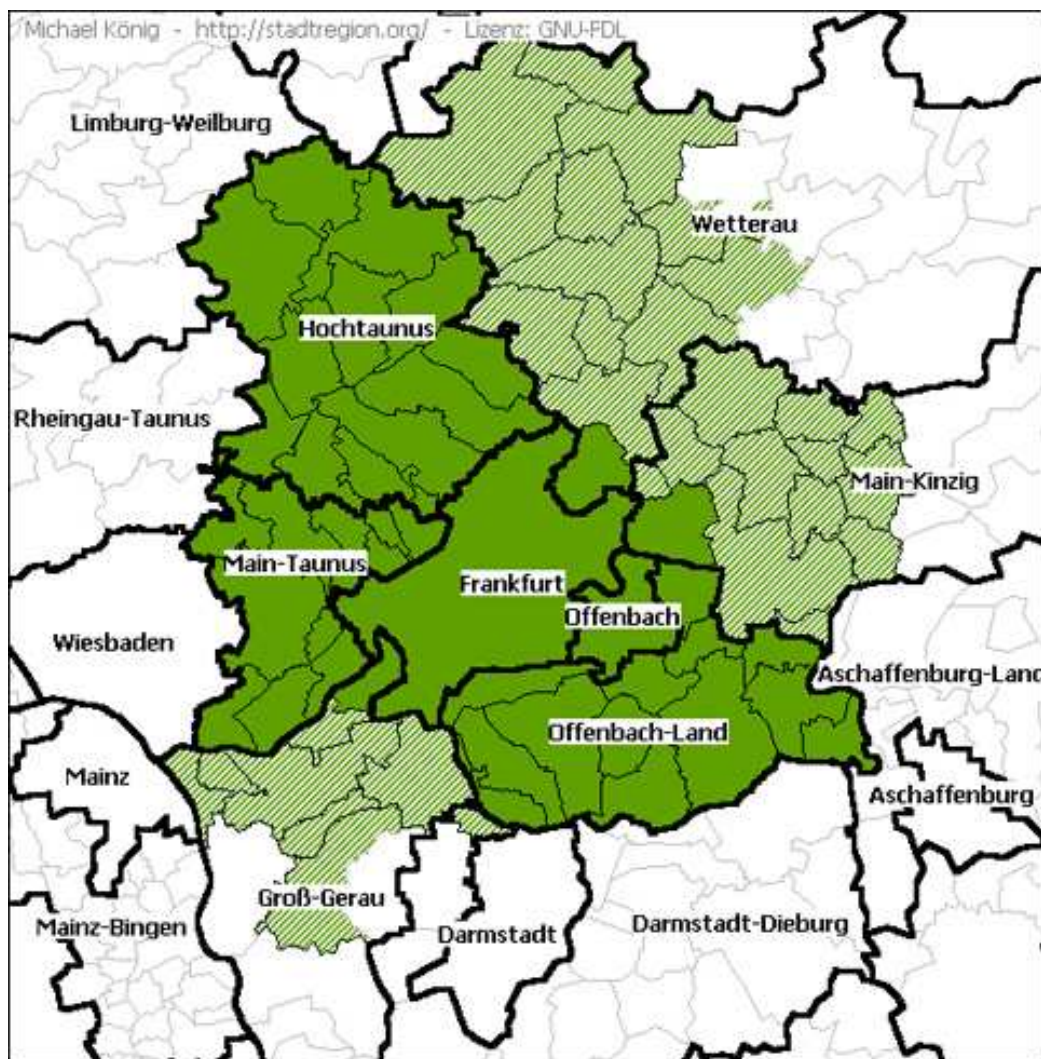 Michael König - http://stadtregion.org/ - Lizenz: GNU-FDL
Limburg-Weilburg
Wetterau
Hochtaunus
Rheingau-Taunus
Main-Kinzig
Main-Taunus
Frankfurt
Offenbach
Wiesbaden
Aschaffenburg-Land
Offenbach-Land
Mainz
Aschaffenburg
Groß-Gerau
Mainz-Bingen
Darmstadt
Darmstadt-Dieburg